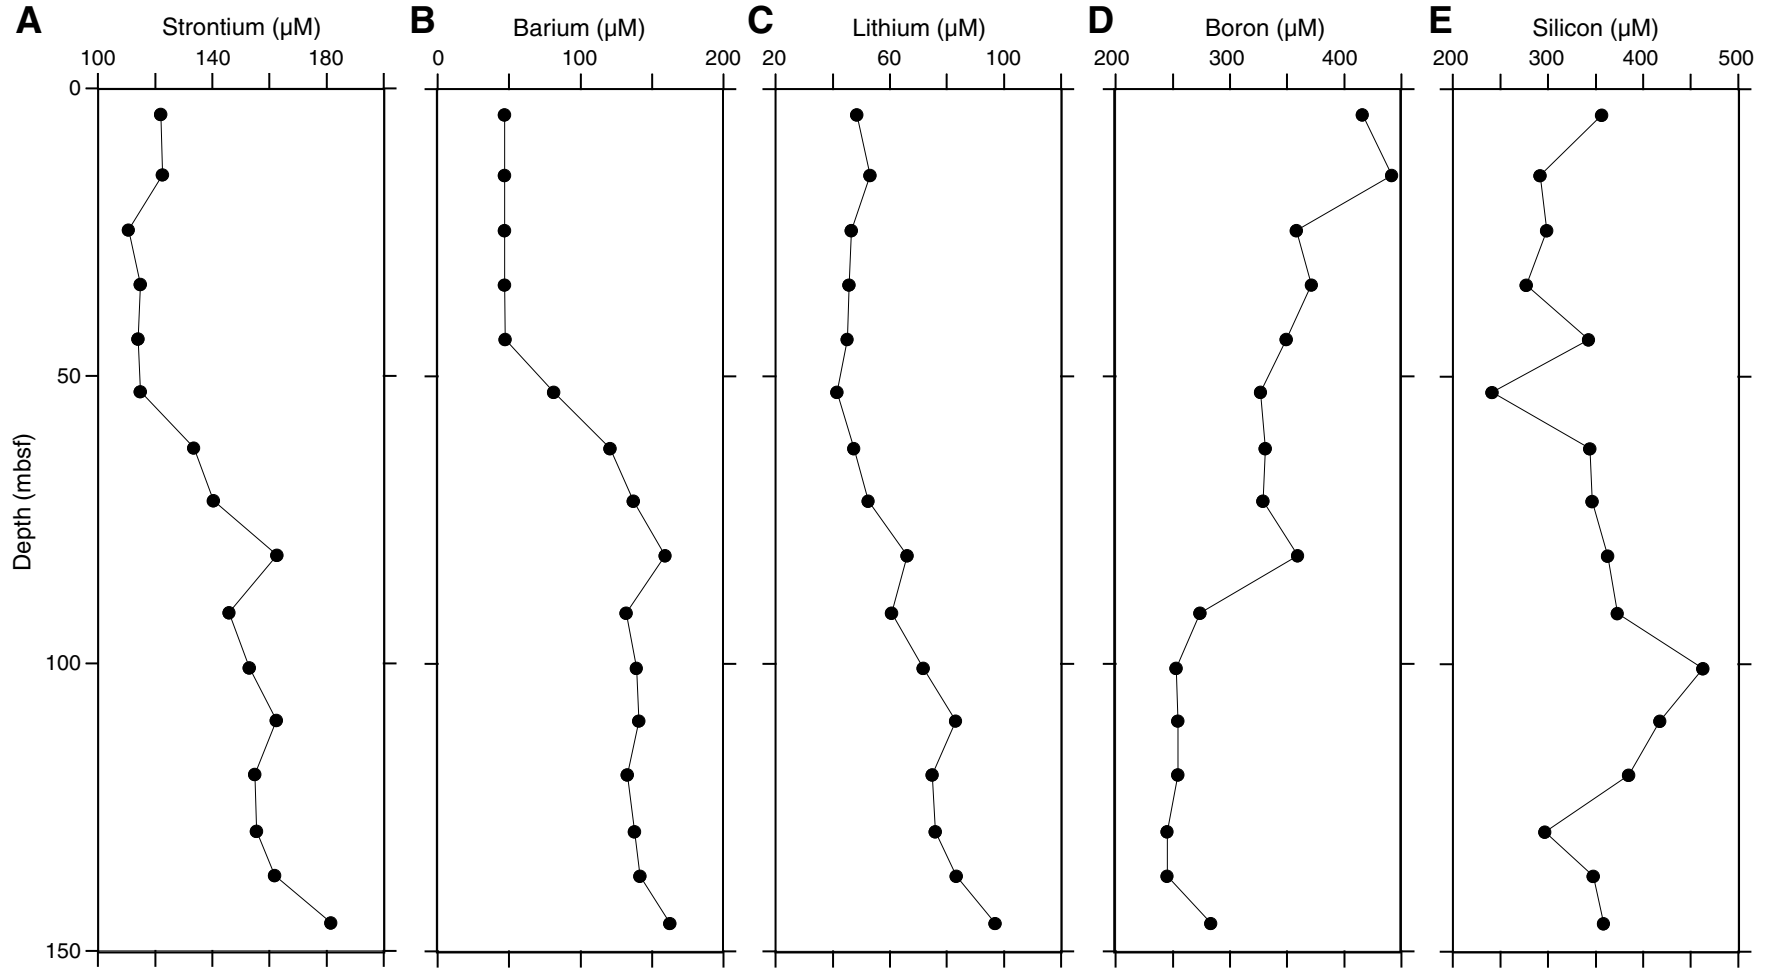 A Strontium (µM) B Barium (µM) C Lithium (µM) D Boron (µM) E Silicon (µM)
100 140 180 0 100 200 20 60 100 200 300 400 200 300 400 500
0
50
100
150
Depth (mbsf)